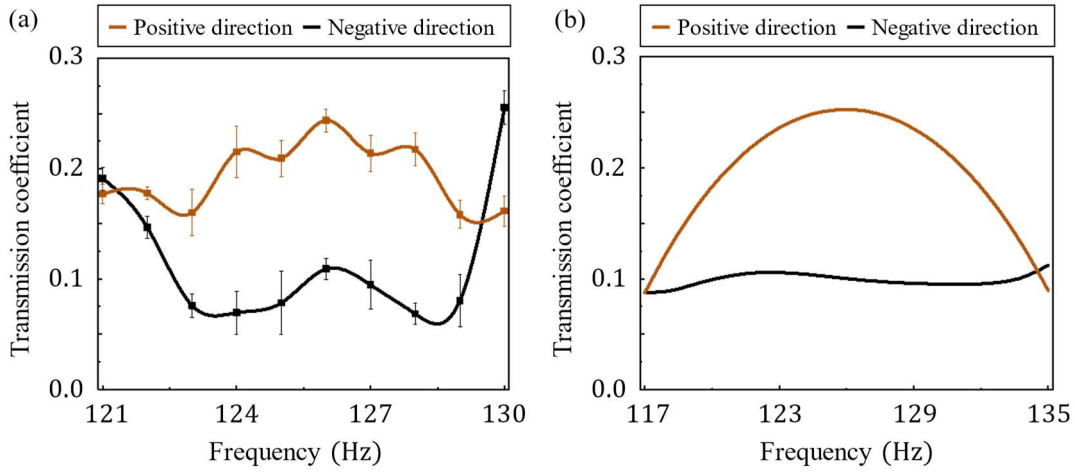 (a)
Positive direction Negative direction
0.3
0.2
0.1
0.0
Transmission coefficient
121 124 127 130
Frequency (Hz)
(b)
Positive direction Negative direction
0.3
0.2
0.1
0.0
Transmission coefficient
117 123 129 135
Frequency (Hz)